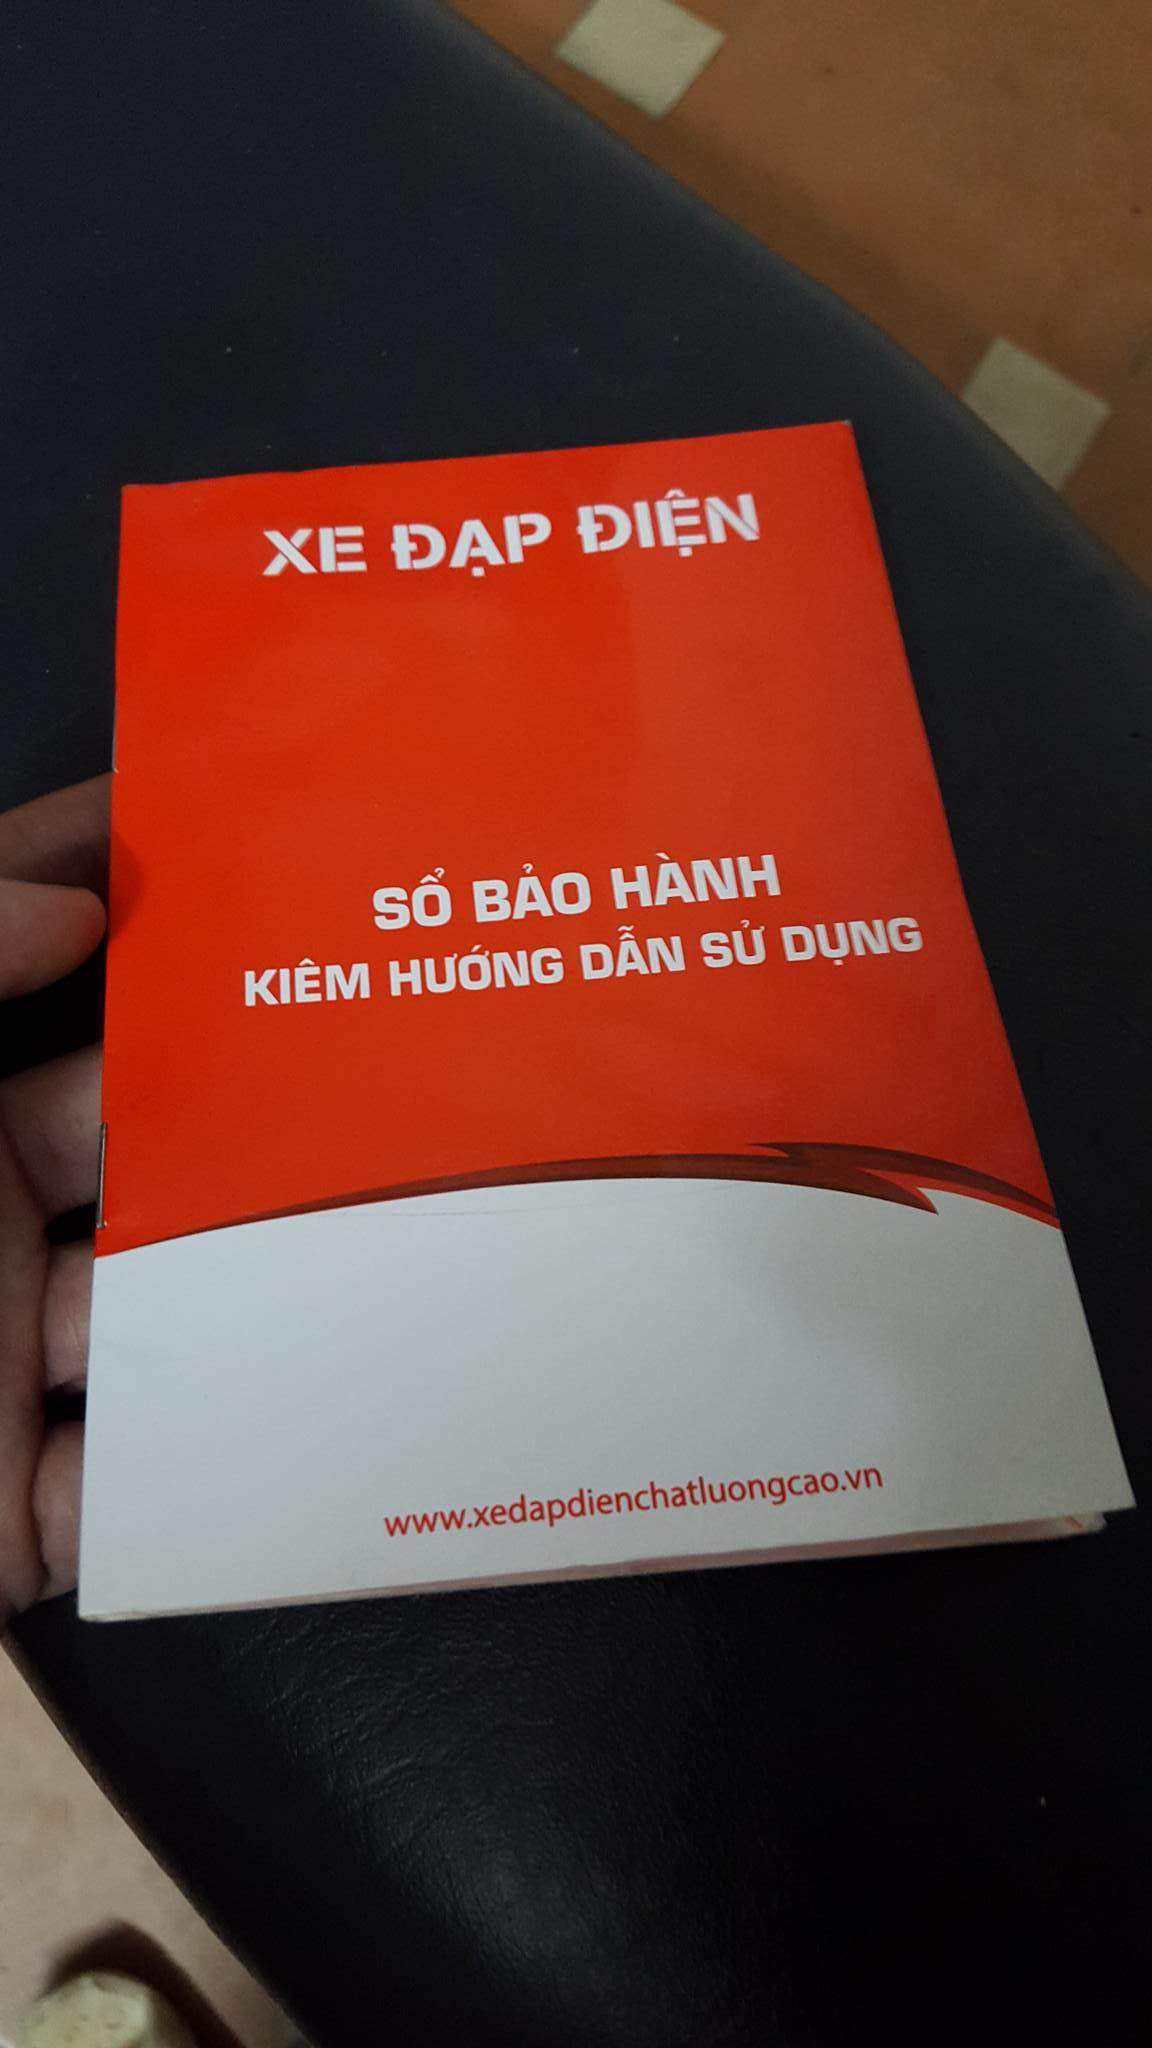 XE ĐẠP ĐIỆN
SỔ BẢO HÀNH
KIÊM HƯỚNG DẪN SỬ DỤNG
www.xedapdienchatluongcao.vn